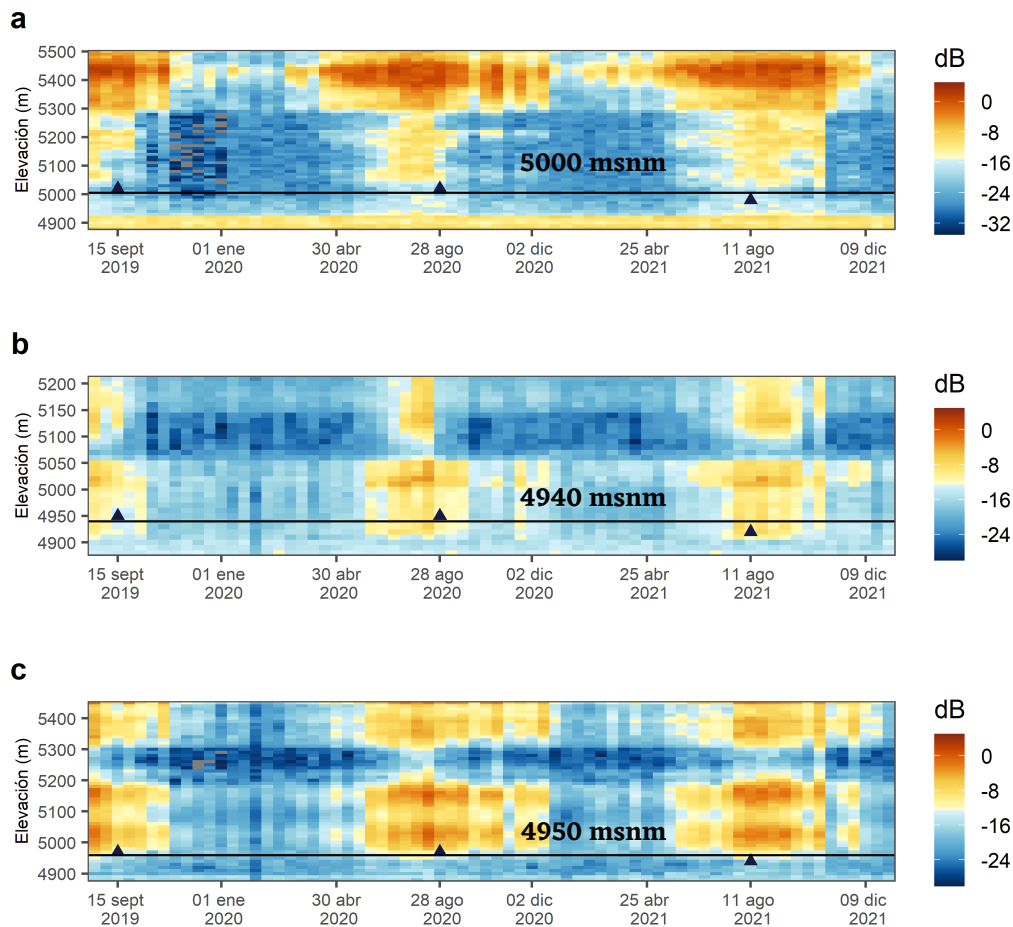 a
dB
5500
5400
5300
5200
5100
5000
4900
Elevación (m)
5000 msnm
0
-8
-16
-24
-32
15 sept 2019
01 ene 2020
30 abr 2020
28 ago 2020
02 dic 2020
25 abr 2021
11 ago 2021
09 dic 2021
b
dB
5200
5150
5100
5050
5000
4950
4900
Elevación (m)
4940 msnm
0
-8
-16
-24
15 sept 2019
01 ene 2020
30 abr 2020
28 ago 2020
02 dic 2020
25 abr 2021
11 ago 2021
09 dic 2021
c
dB
5400
5300
5200
5100
5000
4900
Elevación (m)
4950 msnm
0
-8
-16
-24
15 sept 2019
01 ene 2020
30 abr 2020
28 ago 2020
02 dic 2020
25 abr 2021
11 ago 2021
09 dic 2021